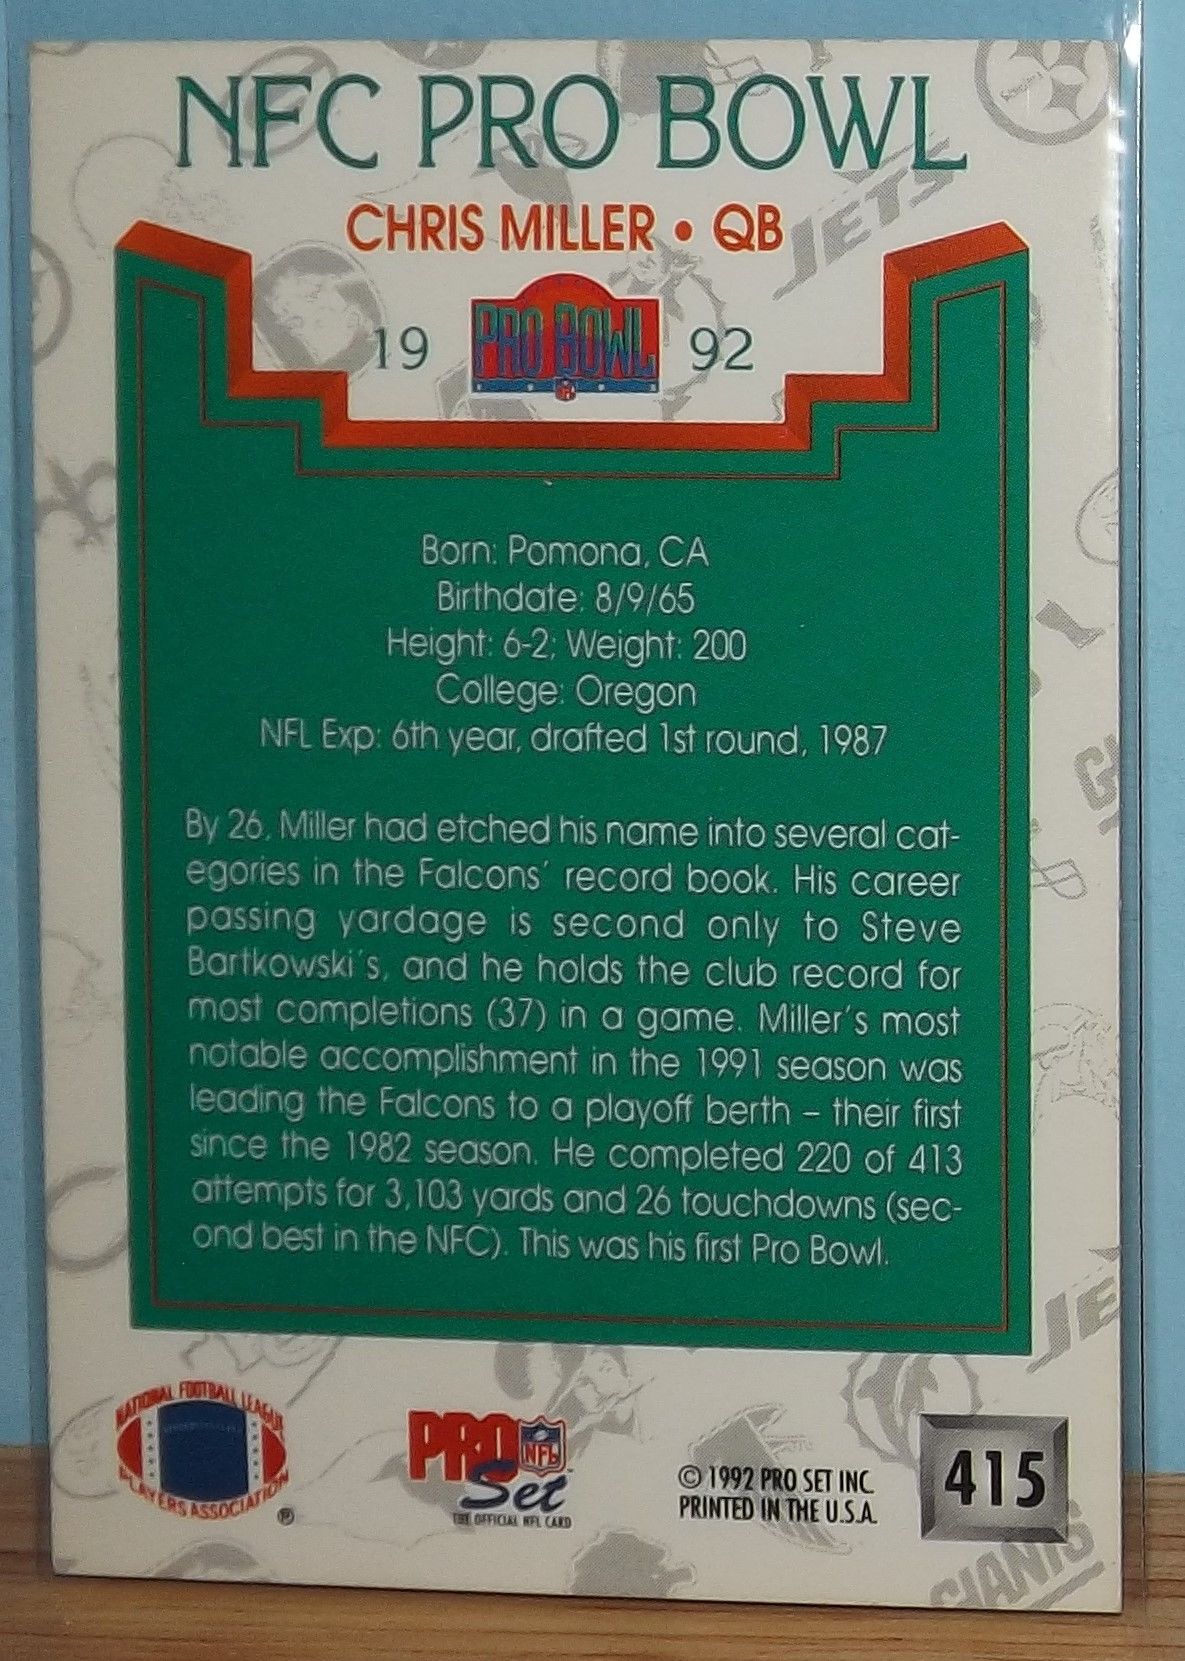 NFC PRO BOWL
CHRIS MILLER • QB
19 PRO BOWL 92
NFL
Born: Pomona, CA
Birthdate: 8/9/65
Height: 6-2; Weight: 200
College: Oregon
NFL Exp: 6th year, drafted 1st round, 1987
By 26, Miller had etched his name into several cat-
egories in the Falcons' record book. His career
passing yardage is second only to Steve
Bartkowski's, and he holds the club record for
most completions (37) in a game. Miller's most
notable accomplishment in the 1991 season was
leading the Falcons to a playoff berth – their first
since the 1982 season. He completed 220 of 413
attempts for 3,103 yards and 26 touchdowns (sec-
ond best in the NFC). This was his first Pro Bowl.
NATIONAL FOOTBALL LEAGUE
PLAYERS ASSOCIATION
PRO NFL
Set
THE OFFICIAL NFL CARD
© 1992 PRO SET INC.
PRINTED IN THE U.S.A.
415
JETS
JE
GIANTS